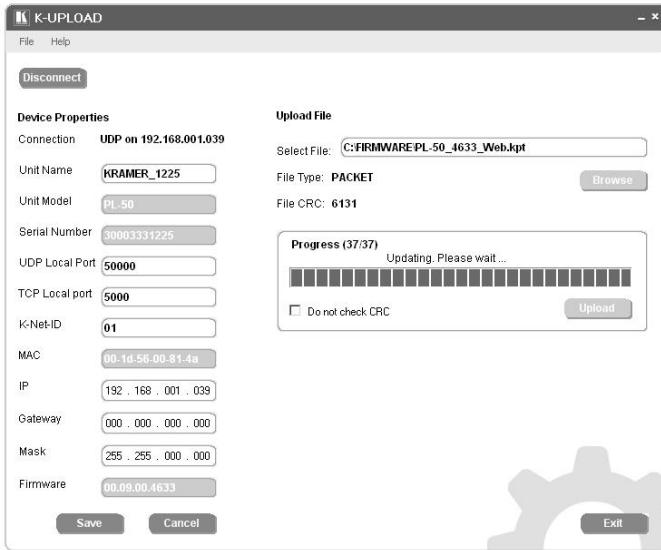 K-UPLOAD
File Help
Disconnect
Device Properties
Connection UDP on 192.168.001.039
Unit Name KRAMER_1225
Unit Model PL-50
Serial Number 30003331225
UDP Local Port 50000
TCP Local port 5000
K-Net-ID 01
MAC 00-1d-56-00-81-4a
IP 192 . 168 . 001 . 039
Gateway 000 . 000 . 000 . 000
Mask 255 . 255 . 000 . 000
Firmware 00.09.00.4633
Save Cancel
Upload File
Select File: C:\FIRMWARE\PL-50_4633_Web.kpt
File Type: PACKET Browse
File CRC: 6131
Progress (37/37)
Updating. Please wait ...
Do not check CRC Upload
Exit